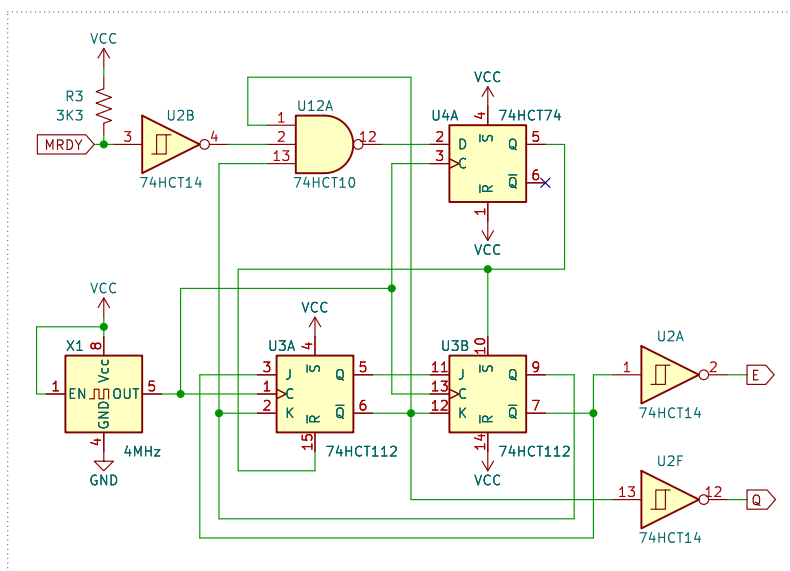 VCC
R3
3K3
MRDY
3
U2B
4
74HCT14
U12A
1
2
13
12
74HCT10
VCC
U4A
74HCT74
4
2
D
S
Q
5
3
C
R
Q
6
1
VCC
VCC
X1
8
Vcc
1
EN
OUT
5
GND
4
4MHz
GND
VCC
U3A
4
3
J
S
Q
5
1
C
2
K
R
Q
6
15
74HCT112
U3B
10
11
J
S
Q
9
13
C
12
K
R
Q
7
14
74HCT112
VCC
U2A
1
2
E
74HCT14
U2F
13
12
Q
74HCT14